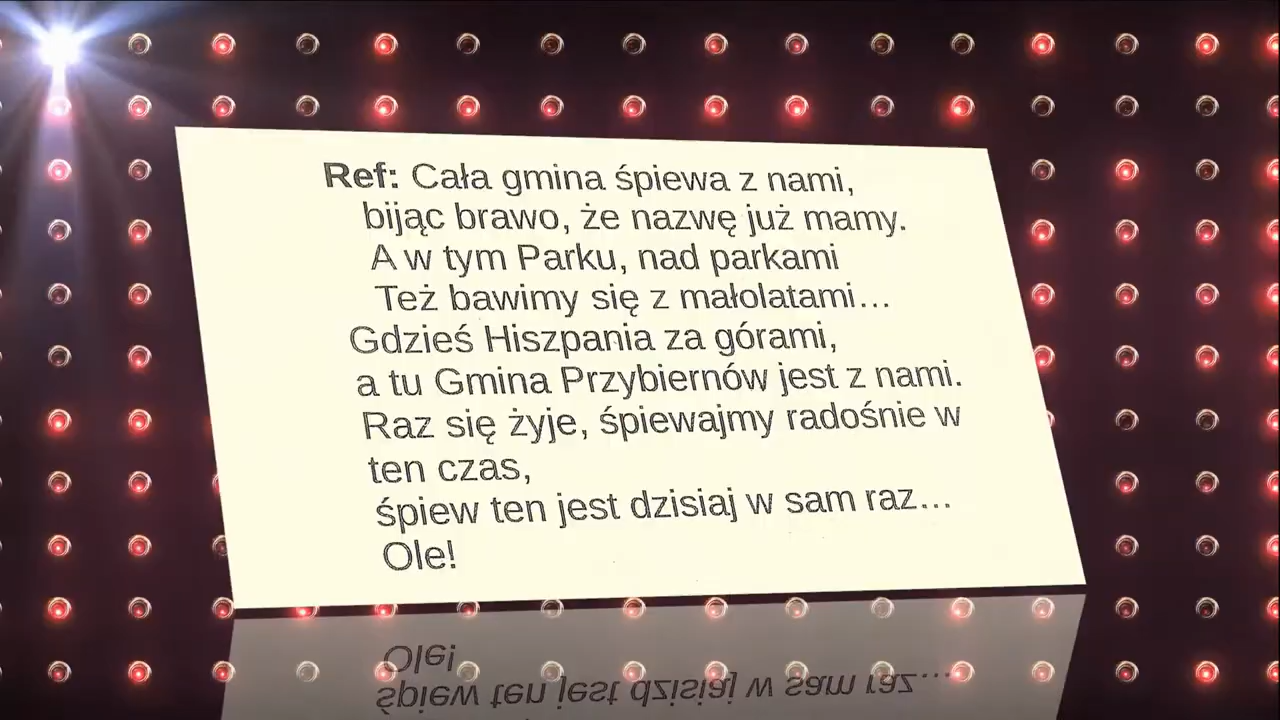 Ref: Cała gmina śpiewa z nami,
bijąc brawo, że nazwę już mamy.
A w tym Parku, nad parkami
Też bawimy się z małolatami…
Gdzieś Hiszpania za górami,
a tu Gmina Przybiernów jest z nami.
Raz się żyje, śpiewajmy radośnie w
ten czas,
śpiew ten jest dzisiaj w sam raz…
Ole!